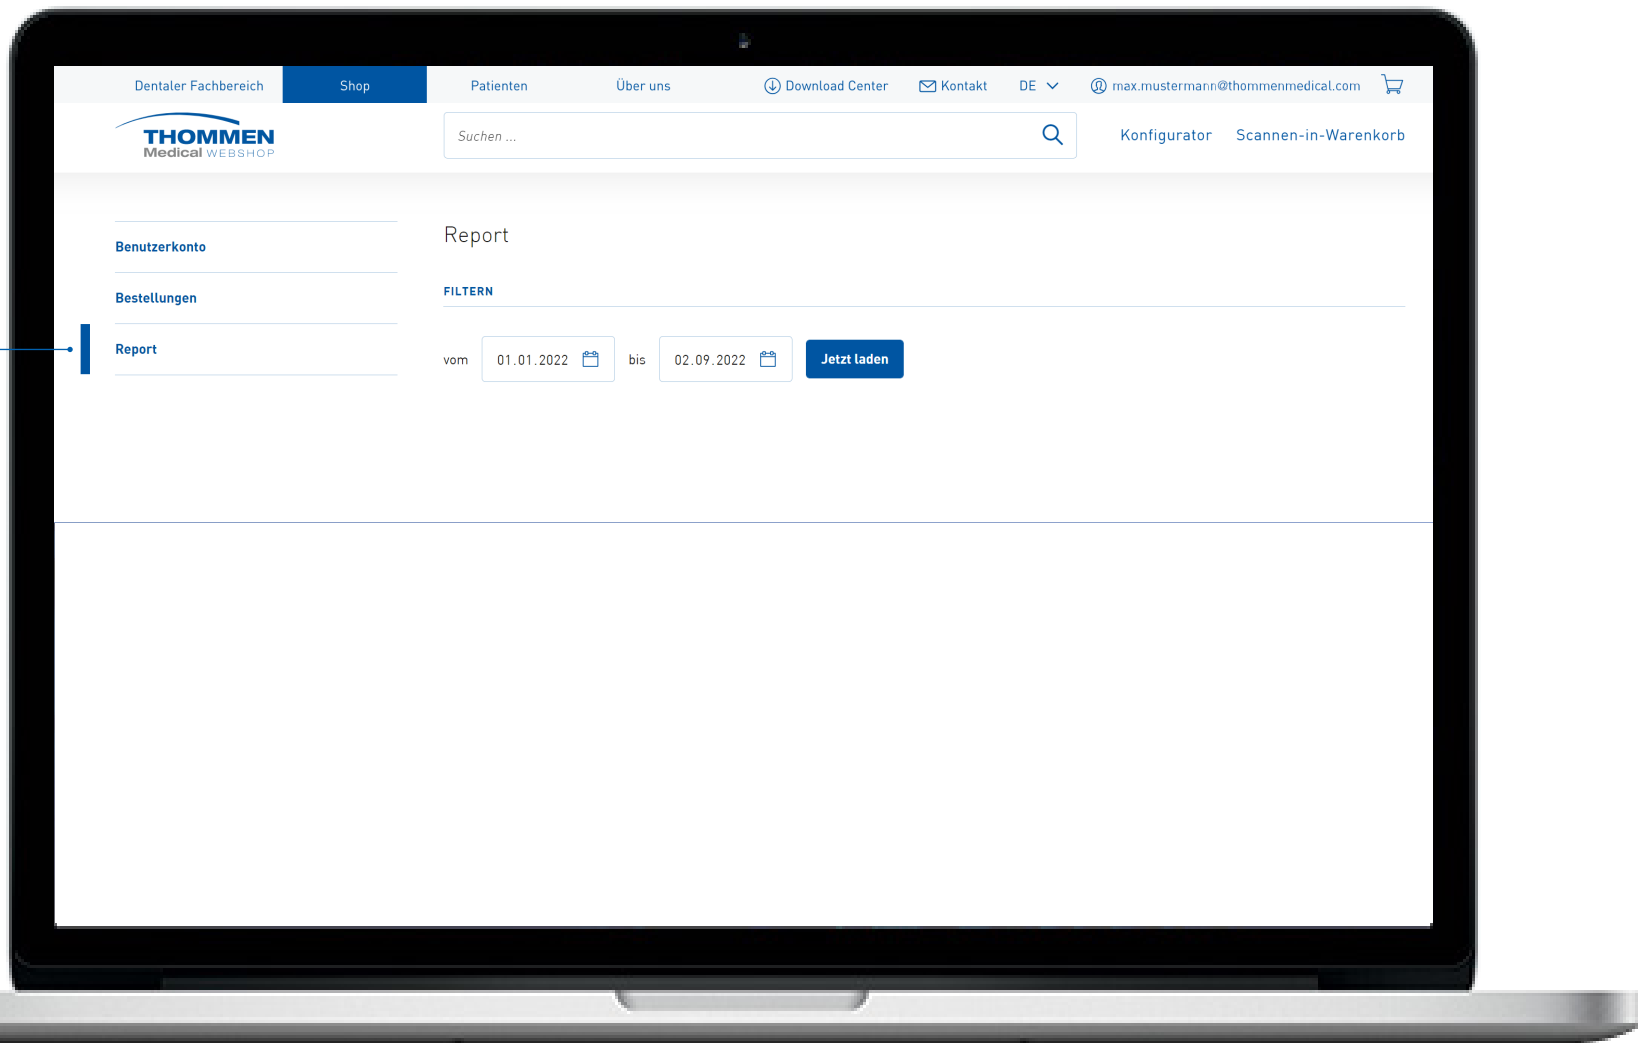 Dentaler Fachbereich Shop Patienten Über uns Download Center Kontakt DE max.mustermann@thommenmedical.com
THOMMEN
Medical WEBSHOP
Suchen ...
Konfigurator Scannen-in-Warenkorb
Benutzerkonto
Bestellungen
Report
Report
FILTERN
vom 01.01.2022 bis 02.09.2022 Jetzt laden